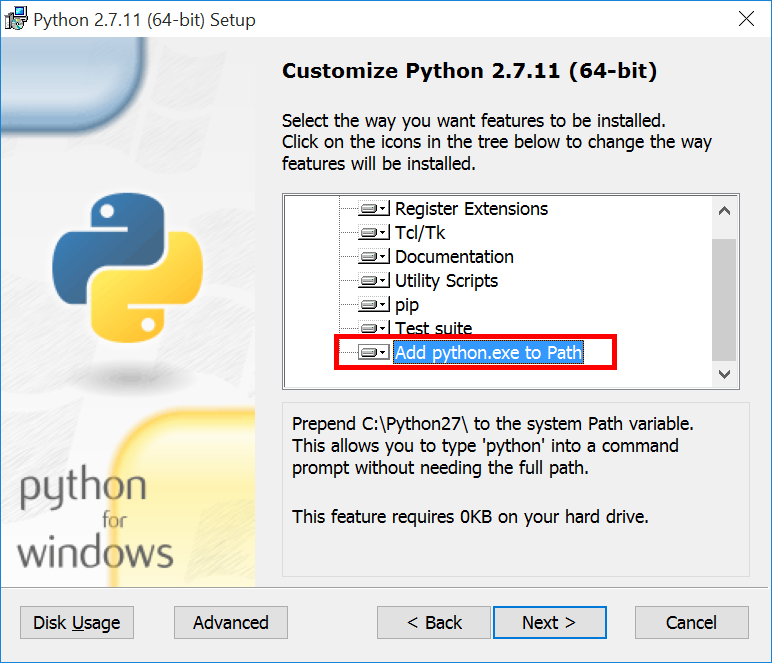 Python 2.7.11 (64-bit) Setup
Customize Python 2.7.11 (64-bit)
Select the way you want features to be installed.
Click on the icons in the tree below to change the way
features will be installed.
Register Extensions
Tcl/Tk
Documentation
Utility Scripts
pip
Test suite
Add python.exe to Path
Prepend C:\Python27\ to the system Path variable.
This allows you to type 'python' into a command
prompt without needing the full path.
This feature requires 0KB on your hard drive.
python
for
windows
Disk Usage
Advanced
< Back
Next >
Cancel